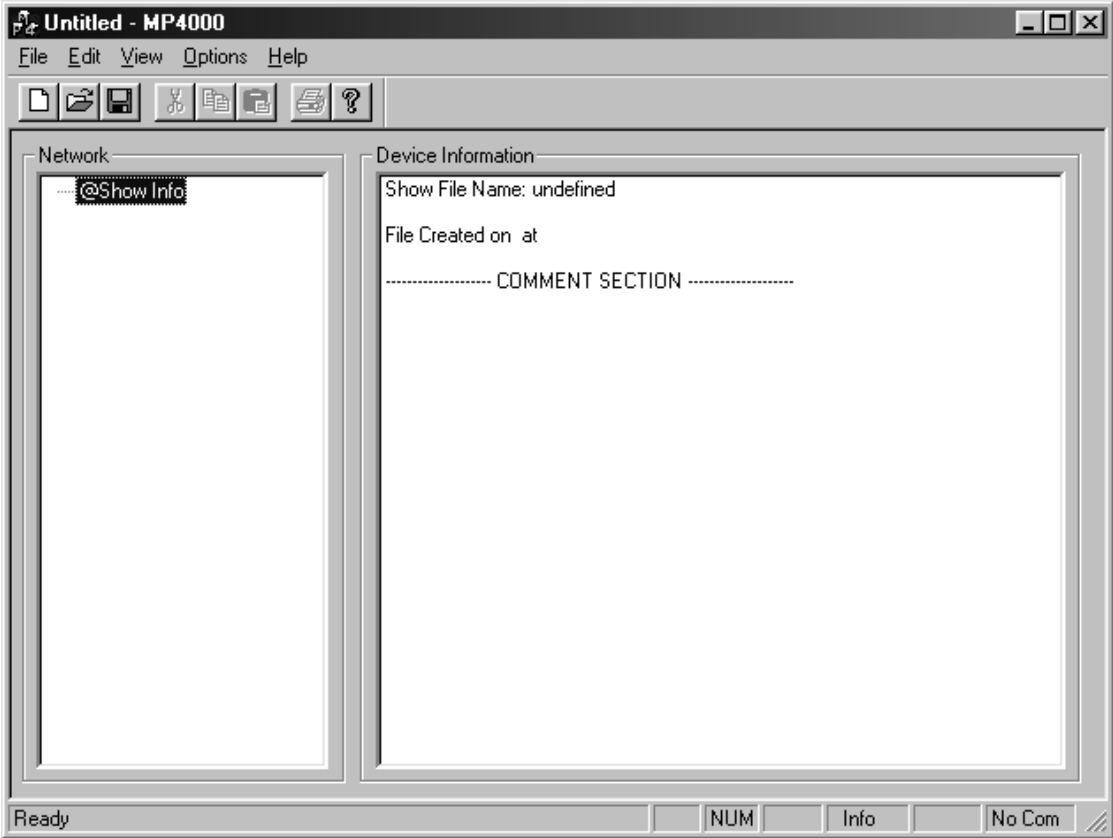 Untitled - MP4000
File Edit View Options Help
Network
@Show Info
Device Information
Show File Name: undefined
File Created on  at
-------------------- COMMENT SECTION --------------------
Ready
NUM
Info
No Com